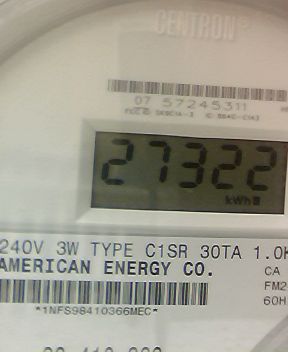 CENTRON®
07 57245311
27322
kWh
240V 3W TYPE C1SR 30TA 1.0K
AMERICAN ENERGY CO.
CA
FM2
60H
*1NFS98410366MEC*